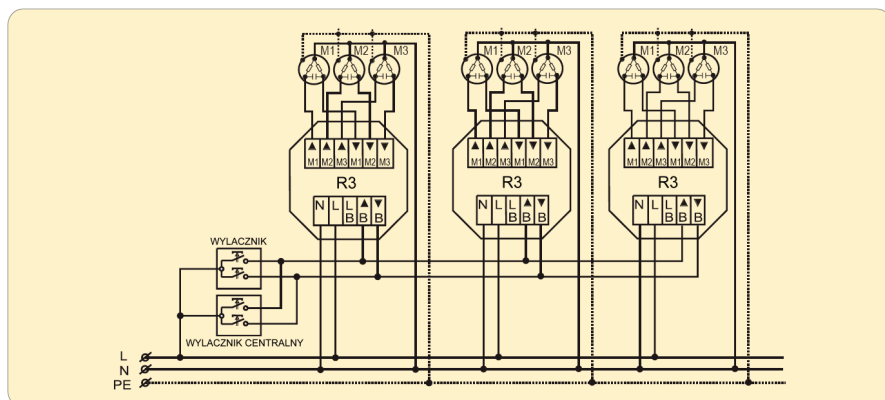 M1 M2 M3 M1 M2 M3 M1 M2 M3
▲ ▲ ▲ ▼ ▼ ▼ ▲ ▲ ▲ ▼ ▼ ▼ ▲ ▲ ▲ ▼ ▼ ▼
M1 M2 M3 M1 M2 M3 M1 M2 M3 M1 M2 M3 M1 M2 M3 M1 M2 M3
R3 R3 R3
N L L ▲ ▼ N L L ▲ ▼ N L L ▲ ▼
B B B B B B B B B
WYLACZNIK
WYLACZNIK CENTRALNY
L
N
PE